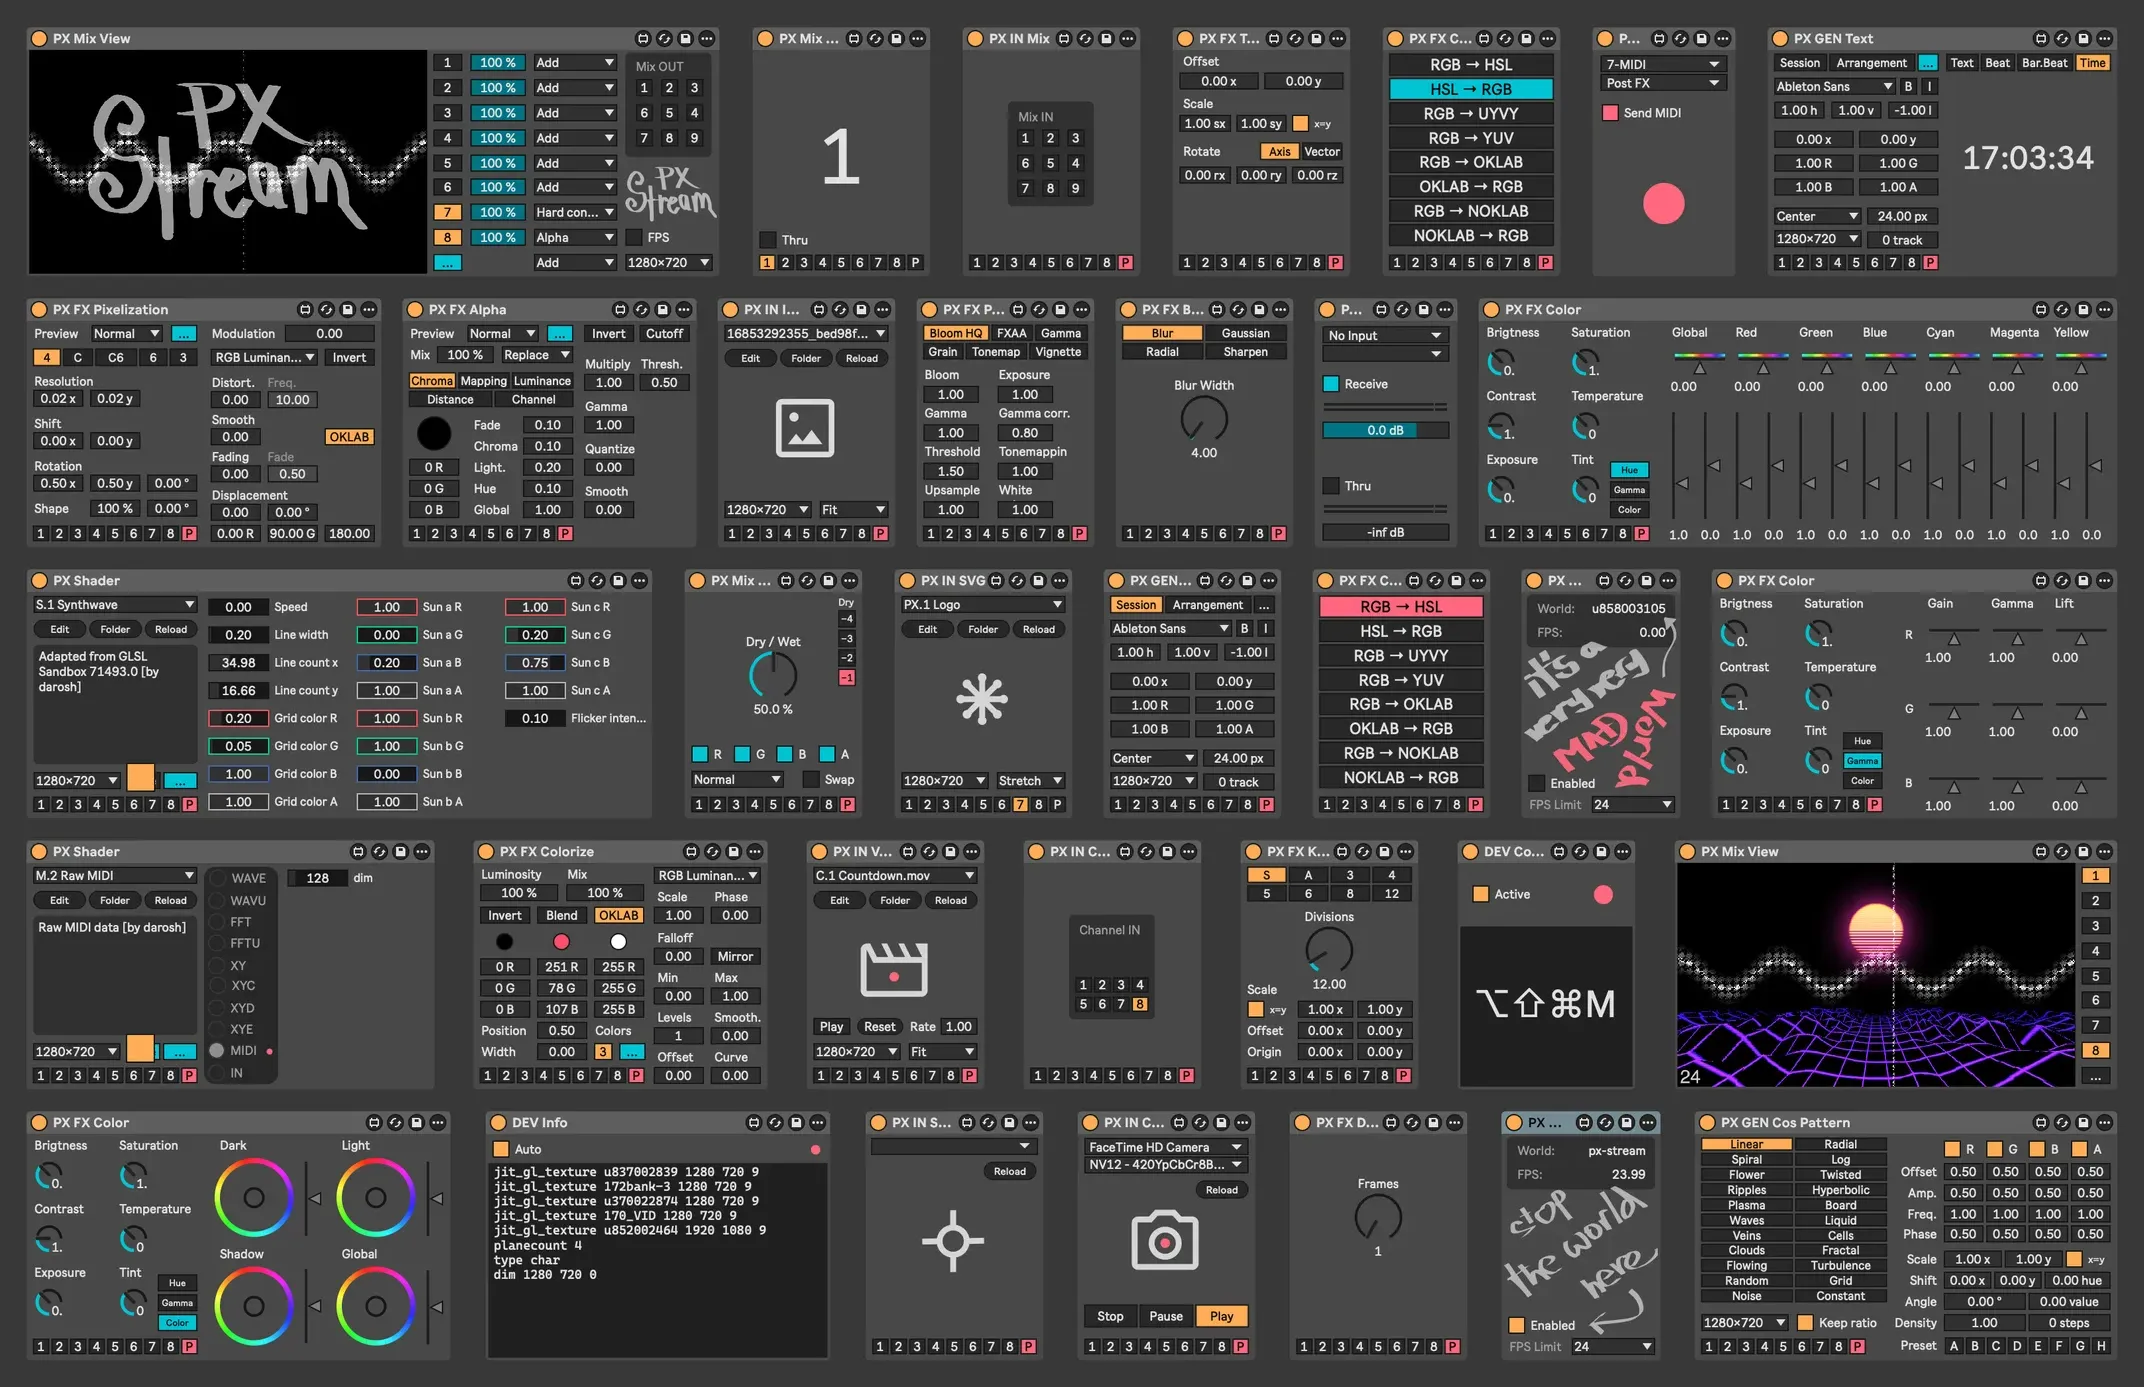 PX Mix View
1 100 % Add
2 100 % Add
3 100 % Add
4 100 % Add
5 100 % Add
6 100 % Add
7 100 % Hard con...
8 100 % Alpha
... Add
PX Stream
Mix OUT
1 2 3
6 5 4
7 8 9
PX Stream
FPS
1280×720
PX Mix ...
1
Thru
1 2 3 4 5 6 7 8 P
PX IN Mix
Mix IN
1 2 3
6 5 4
7 8 9
1 2 3 4 5 6 7 8 P
PX FX T...
Offset
0.00 x 0.00 y
Scale
1.00 sx 1.00 sy x=y
Rotate Axis Vector
0.00 rx 0.00 ry 0.00 rz
1 2 3 4 5 6 7 8 P
PX FX C...
RGB → HSL
HSL → RGB
RGB → UYVY
RGB → YUV
RGB → OKLAB
OKLAB → RGB
RGB → NOKLAB
NOKLAB → RGB
1 2 3 4 5 6 7 8 P
P...
7-MIDI
Post FX
Send MIDI
PX GEN Text
Session Arrangement ... Text Beat Bar.Beat Time
Ableton Sans B I
1.00 h 1.00 v -1.00 l
0.00 x 0.00 y
1.00 R 1.00 G
1.00 B 1.00 A
Center 24.00 px
1280×720 0 track
1 2 3 4 5 6 7 8 P
17:03:34
PX FX Pixelization
Preview Normal ... Modulation 0.00
4 C C6 6 3 RGB Luminan... Invert
Resolution
0.02 x 0.02 y
Shift
0.00 x 0.00 y
Rotation
0.50 x 0.50 y 0.00 °
Shape 100 % 0.00 °
1 2 3 4 5 6 7 8 P
Distort. Freq.
0.00 10.00
Smooth
0.00 OKLAB
Fading Fade
0.00 0.50
Displacement
0.00 0.00 °
0.00 R 90.00 G 180.00
PX FX Alpha
Preview Normal ... Invert Cutoff
Mix 100 % Replace
Chroma Mapping Luminance
Distance Channel
Fade 0.10
Chroma 0.10
0 R Light. 0.20
0 G Hue 0.10
0 B Global 1.00
1 2 3 4 5 6 7 8 P
Multiply Thresh.
1.00 0.50
Gamma
1.00
Quantize
0.00
Smooth
0.00
PX IN I...
16853292355_bed98f...
Edit Folder Reload
1280×720 Fit
1 2 3 4 5 6 7 8 P
PX FX P...
Bloom HQ FXAA Gamma
Grain Tonemap Vignette
Bloom Exposure
1.00 1.00
Gamma Gamma corr.
1.00 0.80
Threshold Tonemappin
1.50 1.00
Upsample White
1.00 1.00
1 2 3 4 5 6 7 8 P
PX FX B...
Blur Gaussian
Radial Sharpen
Blur Width
4.00
1 2 3 4 5 6 7 8 P
P...
No Input
Receive
0.0 dB
Thru
-inf dB
PX FX Color
Brigtness Saturation
0. 1.
Contrast Temperature
1. 0
Exposure Tint
0. 0
Hue
Gamma
Color
1 2 3 4 5 6 7 8 P
Global Red Green Blue Cyan Magenta Yellow
0.00 0.00 0.00 0.00 0.00 0.00 0.00
1.0 0.0 1.0 0.0 1.0 0.0 1.0 0.0 1.0 0.0 1.0 0.0 1.0 0.0
PX Shader
S.1 Synthwave
Edit Folder Reload
Adapted from GLSL
Sandbox 71493.0 [by
darosh]
1280×720 ...
1 2 3 4 5 6 7 8 P
0.00 Speed
0.20 Line width
34.98 Line count x
16.66 Line count y
0.20 Grid color R
0.05 Grid color G
1.00 Grid color B
1.00 Grid color A
1.00 Sun a R
0.00 Sun a G
0.20 Sun a B
1.00 Sun a A
1.00 Sun b R
1.00 Sun b G
0.00 Sun b B
1.00 Sun b A
1.00 Sun c R
0.20 Sun c G
0.75 Sun c B
1.00 Sun c A
0.10 Flicker inten...
PX Mix ...
Dry
-4
-3
-2
-1
Dry / Wet
50.0 %
R G B A
Normal Swap
1 2 3 4 5 6 7 8 P
PX IN SVG
PX.1 Logo
Edit Folder Reload
1280×720 Stretch
1 2 3 4 5 6 7 8 P
PX GEN...
Session Arrangement ...
Ableton Sans B I
1.00 h 1.00 v -1.00 l
0.00 x 0.00 y
1.00 R 1.00 G
1.00 B 1.00 A
Center 24.00 px
1280×720 0 track
1 2 3 4 5 6 7 8 P
PX FX C...
RGB → HSL
HSL → RGB
RGB → UYVY
RGB → YUV
RGB → OKLAB
OKLAB → RGB
RGB → NOKLAB
NOKLAB → RGB
1 2 3 4 5 6 7 8 P
PX ...
World: u858003105
FPS: 0.00
it's a
very very
MAD
World
Enabled
FPS Limit 24
PX FX Color
Brigtness Saturation
0. 1.
Contrast Temperature
1. 0
Exposure Tint
0. 0
Hue
Gamma
Color
1 2 3 4 5 6 7 8 P
Gain Gamma Lift
R
1.00 1.00 0.00
G
1.00 1.00 0.00
B
1.00 1.00 0.00
PX Shader
M.2 Raw MIDI
Edit Folder Reload
Raw MIDI data [by darosh]
1280×720 ...
1 2 3 4 5 6 7 8 P
WAVE
WAVU
FFT
FFTU
XY
XYC
XYD
XYE
MIDI
IN
128 dim
PX FX Colorize
Luminosity Mix RGB Luminan...
100 % 100 %
Invert Blend OKLAB
0 R 251 R 255 R
0 G 78 G 255 G
0 B 107 B 255 B
Position 0.50 Colors
Width 0.00 3 ...
1 2 3 4 5 6 7 8 P
Scale Phase
1.00 0.00
Falloff
0.00 Mirror
Min Max
0.00 1.00
Levels Smooth.
1 0.00
Offset Curve
0.00 0.00
PX IN V...
C.1 Countdown.mov
Edit Folder Reload
Play Reset Rate 1.00
1280×720 Fit
1 2 3 4 5 6 7 8 P
PX IN C...
Channel IN
1 2 3 4
5 6 7 8
1 2 3 4 5 6 7 8 P
PX FX K...
S A 3 4
5 6 8 12
Divisions
12.00
Scale
x=y 1.00 x 1.00 y
Offset 0.00 x 0.00 y
Origin 0.00 x 0.00 y
1 2 3 4 5 6 7 8 P
DEV Co...
Active
⌥⇧⌘M
PX Mix View
24
1
2
3
4
5
6
7
8
...
PX FX Color
Brigtness Saturation
0. 1.
Contrast Temperature
1. 0
Exposure Tint
0. 0
Hue
Gamma
Color
1 2 3 4 5 6 7 8 P
Dark Light
Shadow Global
DEV Info
Auto
jit_gl_texture u837002839 1280 720 9
jit_gl_texture 172bank-3 1280 720 9
jit_gl_texture u370022874 1280 720 9
jit_gl_texture 170_VID 1280 720 9
jit_gl_texture u852002464 1920 1080 9
planecount 4
type char
dim 1280 720 0
PX IN S...
Reload
1 2 3 4 5 6 7 8 P
PX IN C...
FaceTime HD Camera
NV12 - 420YpCbCr8B...
Reload
Stop Pause Play
1 2 3 4 5 6 7 8 P
PX FX D...
Frames
1
1 2 3 4 5 6 7 8 P
PX ...
World: px-stream
FPS: 23.99
stop
the world
here
Enabled
FPS Limit 24
PX GEN Cos Pattern
Linear Radial
Spiral Log
Flower Twisted
Ripples Hyperbolic
Plasma Board
Waves Liquid
Veins Cells
Clouds Fractal
Flowing Turbulence
Random Grid
Noise Constant
1280×720 Keep ratio
1 2 3 4 5 6 7 8 P
R G B A
Offset 0.50 0.50 0.50 0.50
Amp. 0.50 0.50 0.50 0.50
Freq. 1.00 1.00 1.00 1.00
Phase 0.50 0.50 0.50 0.50
Scale 1.00 x 1.00 y x=y
Shift 0.00 x 0.00 y 0.00 hue
Angle 0.00 ° 0.00 value
Density 1.00 0 steps
Preset A B C D E F G H